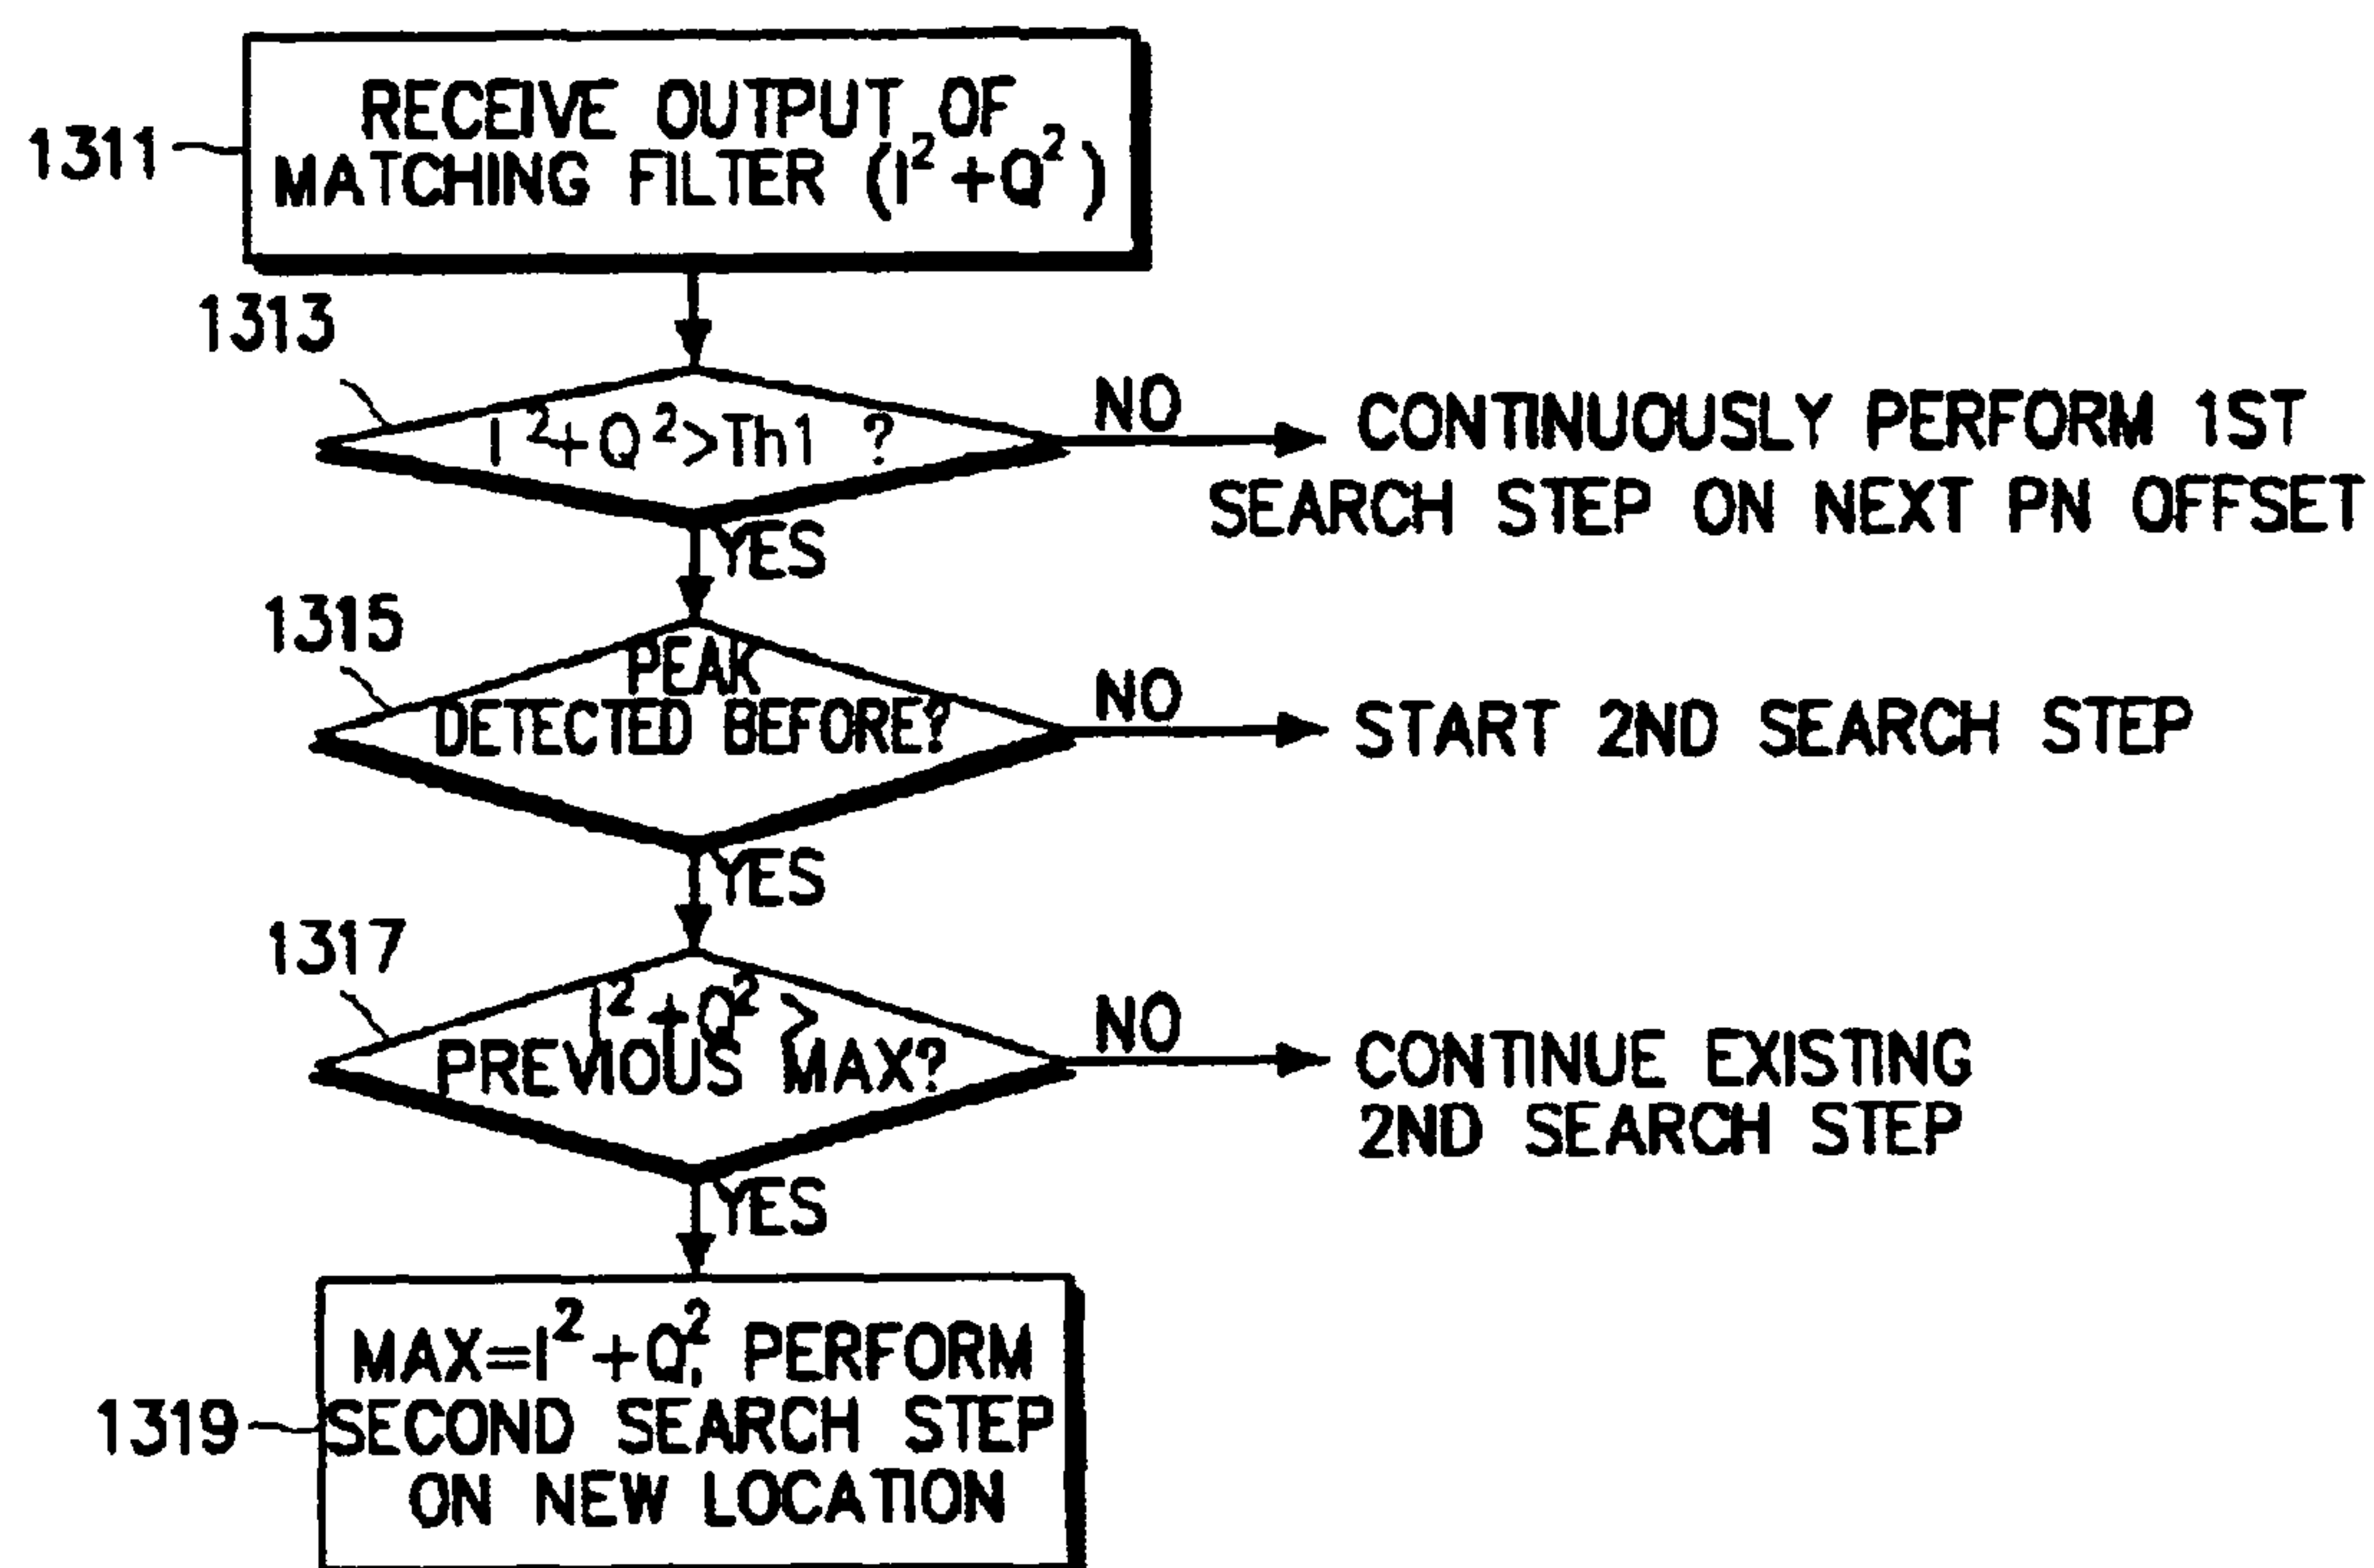 RECEIVE OUTPUT OF
1311
MATCHING FILTER (I²+Q²)
1313
I²+Q²>Th1 ?
NO
CONTINUOUSLY PERFORM 1ST
SEARCH STEP ON NEXT PN OFFSET
YES
1315
PEAK
DETECTED BEFORE?
NO
START 2ND SEARCH STEP
YES
1317
I²+Q² >
PREVIOUS MAX?
NO
CONTINUE EXISTING
2ND SEARCH STEP
YES
MAX=I²+Q², PERFORM
1319
SECOND SEARCH STEP
ON NEW LOCATION